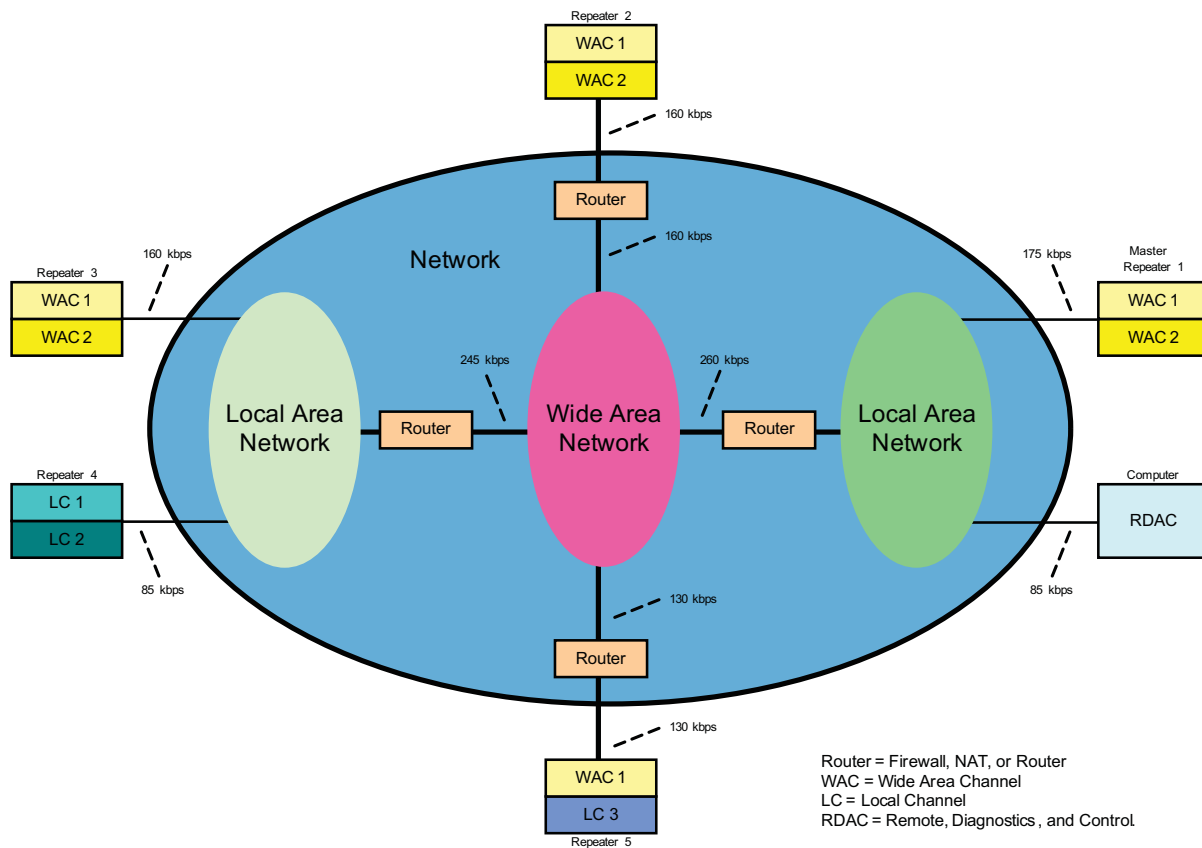 Repeater 2
WAC 1
WAC 2
160 kbps
Router
160 kbps
Network
160 kbps
Repeater 3
WAC 1
WAC 2
175 kbps
Master
Repeater 1
WAC 1
WAC 2
245 kbps
260 kbps
Local Area
Network
Router
Wide Area
Network
Router
Local Area
Network
Repeater 4
LC 1
LC 2
85 kbps
Computer
RDAC
85 kbps
130 kbps
Router
130 kbps
WAC 1
LC 3
Repeater 5
Router = Firewall, NAT, or Router
WAC = Wide Area Channel
LC = Local Channel
RDAC = Remote, Diagnostics, and Control.